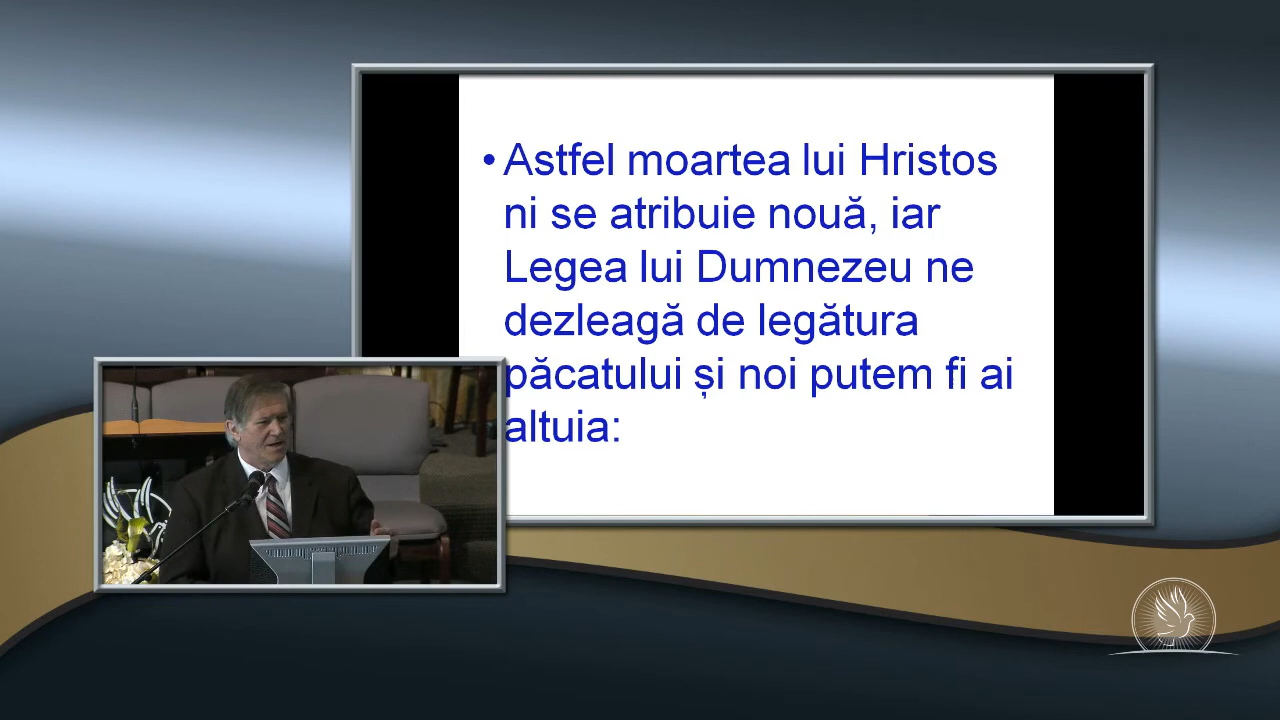 • Astfel moartea lui Hristos
ni se atribuie nouă, iar
Legea lui Dumnezeu ne
dezleagă de legătura
păcatului și noi putem fi ai
altuia: